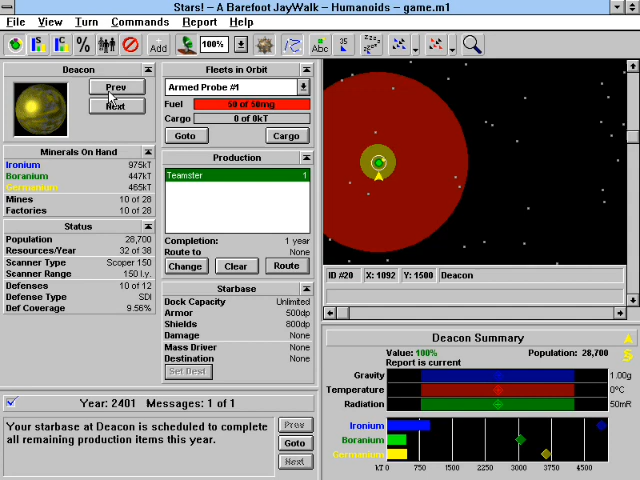 Stars! – A Barefoot JayWalk – Humanoids – game.m1
File View Turn Commands Report Help
100% Add Abc 35 5 zzz
Deacon
Prev
Next
Minerals On Hand
Ironium 975kT
Boranium 447kT
Germanium 465kT
Mines 10 of 28
Factories 10 of 28
Status
Population 28,700
Resources/Year 32 of 38
Scanner Type Scoper 150
Scanner Range 150 l.y.
Defenses 10 of 12
Defense Type SDI
Def Coverage 9.56%
Fleets in Orbit
Armed Probe #1
Fuel 50 of 50mg
Cargo 0 of 0kT
Goto Cargo
Production
Teamster 1
Completion: 1 year
Route to None
Change Clear Route
Starbase
Dock Capacity Unlimited
Armor 500dp
Shields 800dp
Damage None
Mass Driver None
Destination None
Set Dest
ID #20 X: 1092 Y: 1500 Deacon
Year: 2401 Messages: 1 of 1
Your starbase at Deacon is scheduled to complete
all remaining production items this year.
Prev
Goto
Next
Deacon Summary
Value: 100% Population: 28,700
Report is current
Gravity 1.00g
Temperature 0°C
Radiation 50mR
Ironium
Boranium
Germanium
kT 0 750 1500 2250 3000 3750 4500